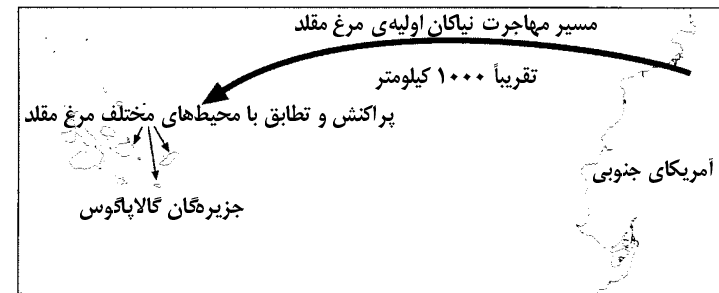 مسیر مهاجرت نیاکان اولیه‌ی مرغ مقلد
تقریباً ۱۰۰۰ کیلومتر
پراکنش و تطابق با محیط‌های مختلف مرغ مقلد
آمریکای جنوبی
جزیره‌گان گالاپاگوس